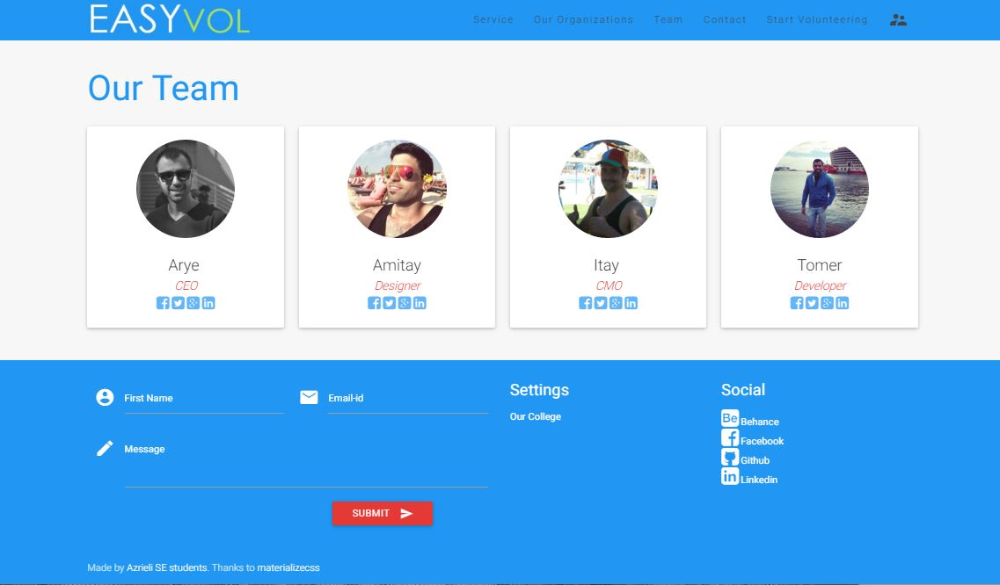 EASYVOL
Service Our Organizations Team Contact Start Volunteering
Our Team
Arye
CEO
Amitay
Designer
Itay
CMO
Tomer
Developer
First Name
Email-id
Message
SUBMIT
Settings
Our College
Social
Behance
Facebook
Github
Linkedin
Made by Azrieli SE students. Thanks to materializecss